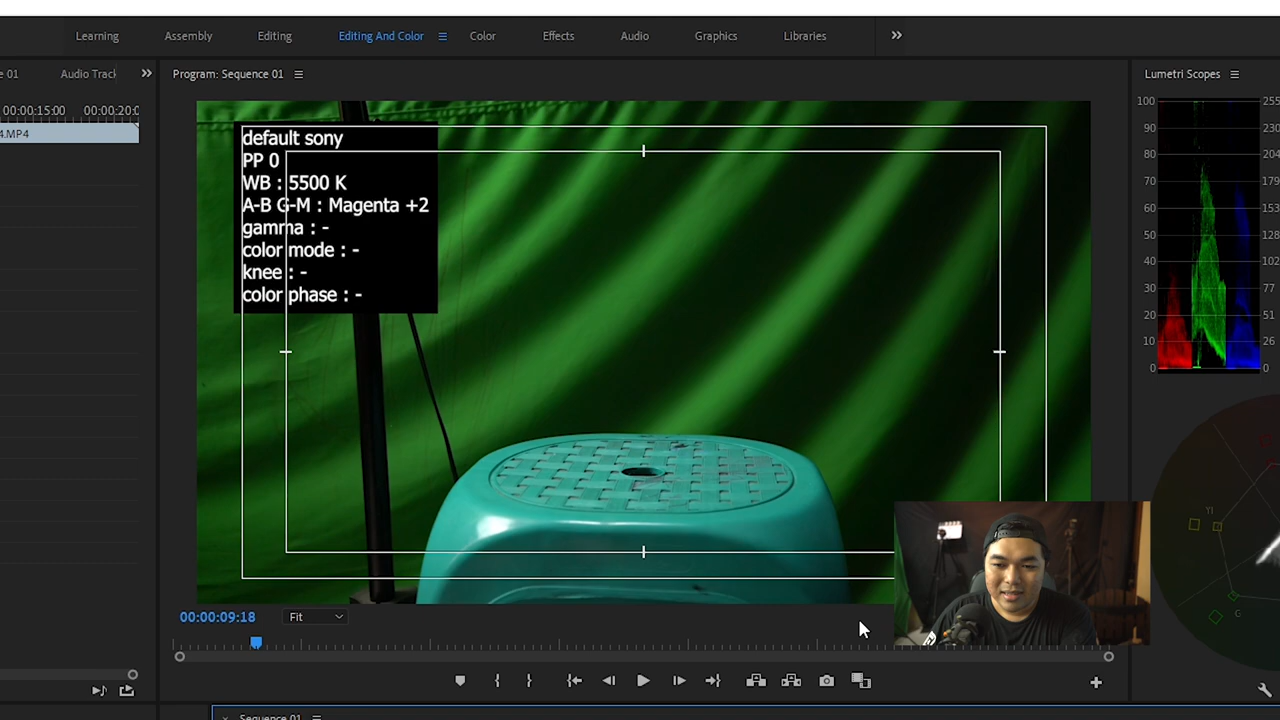 Learning Assembly Editing Editing And Color Color Effects Audio Graphics Libraries
e 01 Audio Track
Program: Sequence 01
Lumetri Scopes
00:00:15:00 00:00:20:0
4.MP4
default sony
PP 0
WB : 5500 K
A-B G-M : Magenta +2
gamma : -
color mode : -
knee : -
color phase : -
100 255
90 230
80 204
70 179
60 153
50 128
40 102
30 77
20 51
10 26
0 0
Yl
G
00:00:09:18 Fit
Sequence 01